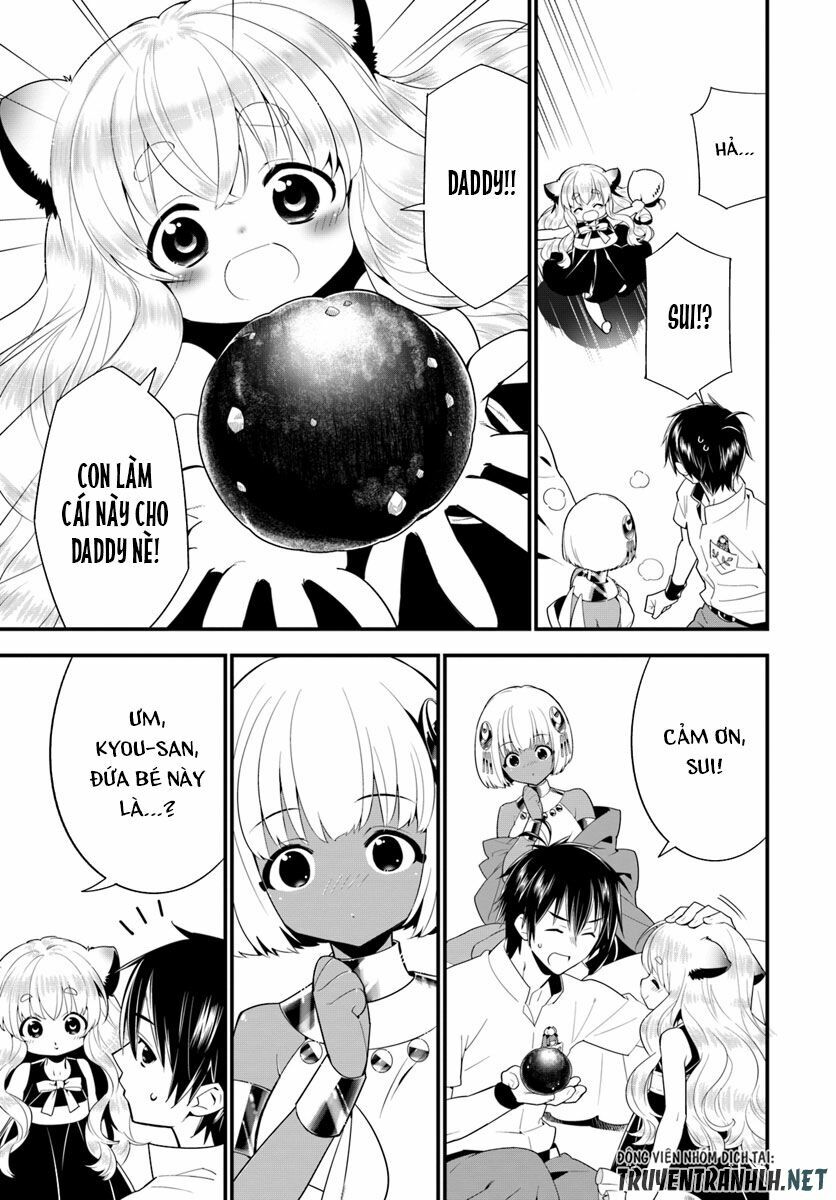 HẢ...
SUI!?
DADDY!!
CON LÀM
CÁI NÀY CHO
DADDY NÈ!
CẢM ƠN,
SUI!
ƯM,
KYOU-SAN,
ĐỨA BÉ NÀY
LÀ...?
ĐỘNG VIÊN NHÓM DỊCH TẠI:
TRUYENTRANHLH.NET